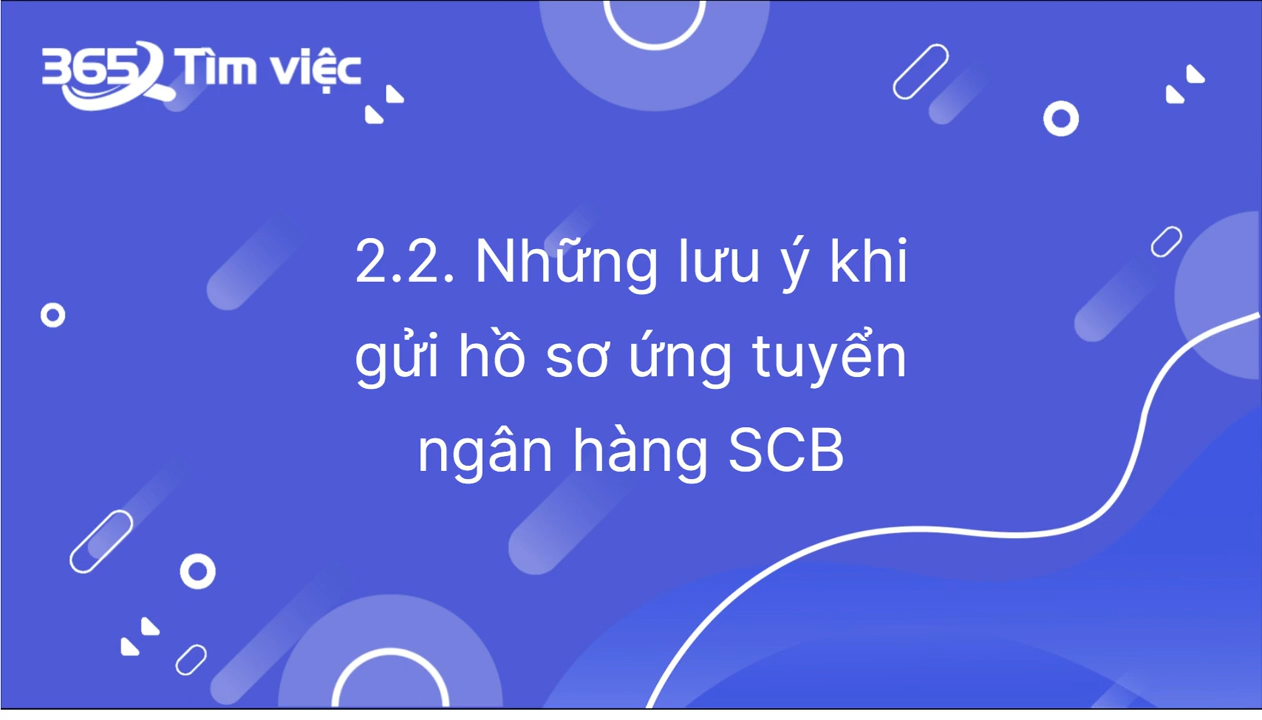 365 Tìm việc
2.2. Những lưu ý khi
gửi hồ sơ ứng tuyển
ngân hàng SCB